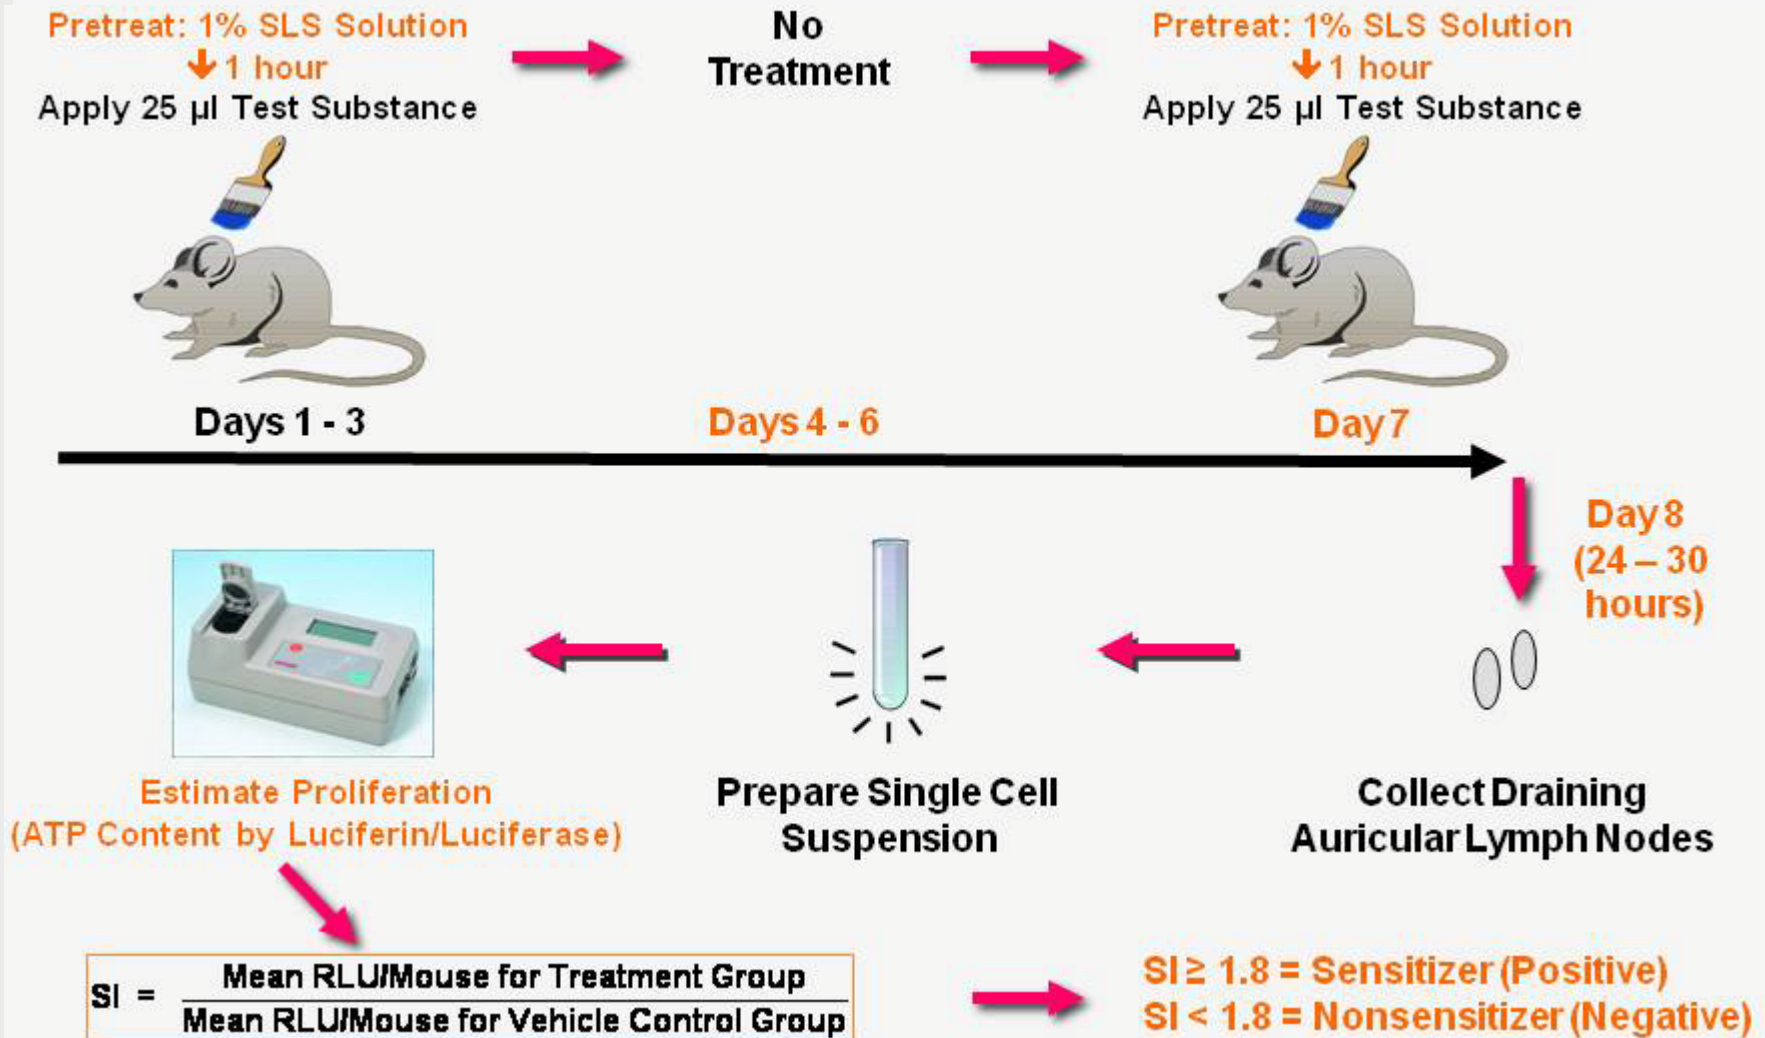 Pretreat: 1% SLS Solution
1 hour
Apply 25 µl Test Substance
No
Treatment
Pretreat: 1% SLS Solution
1 hour
Apply 25 µl Test Substance
Days 1 - 3
Days 4 - 6
Day 7
Day 8
(24 – 30
hours)
Collect Draining
Auricular Lymph Nodes
Prepare Single Cell
Suspension
Estimate Proliferation
(ATP Content by Luciferin/Luciferase)
SI =
Mean RLU/Mouse for Treatment Group
Mean RLU/Mouse for Vehicle Control Group
SI ≥ 1.8 = Sensitizer (Positive)
SI < 1.8 = Nonsensitizer (Negative)